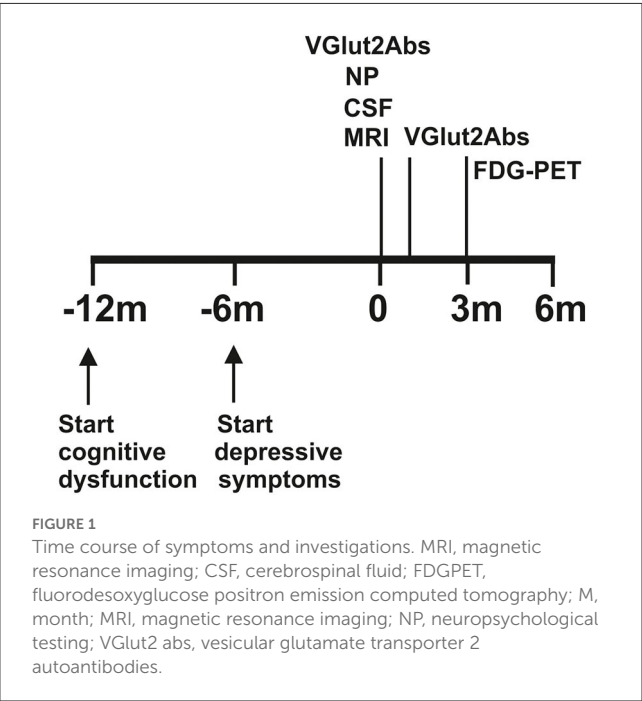 VGlut2Abs
NP
CSF
MRI
VGlut2Abs
FDG-PET
-12m
-6m
0
3m
6m
Start
cognitive
dysfunction
Start
depressive
symptoms
FIGURE 1
Time course of symptoms and investigations. MRI, magnetic
resonance imaging; CSF, cerebrospinal fluid; FDGPET,
fluorodesoxyglucose positron emission computed tomography; M,
month; MRI, magnetic resonance imaging; NP, neuropsychological
testing; VGlut2 abs, vesicular glutamate transporter 2
autoantibodies.